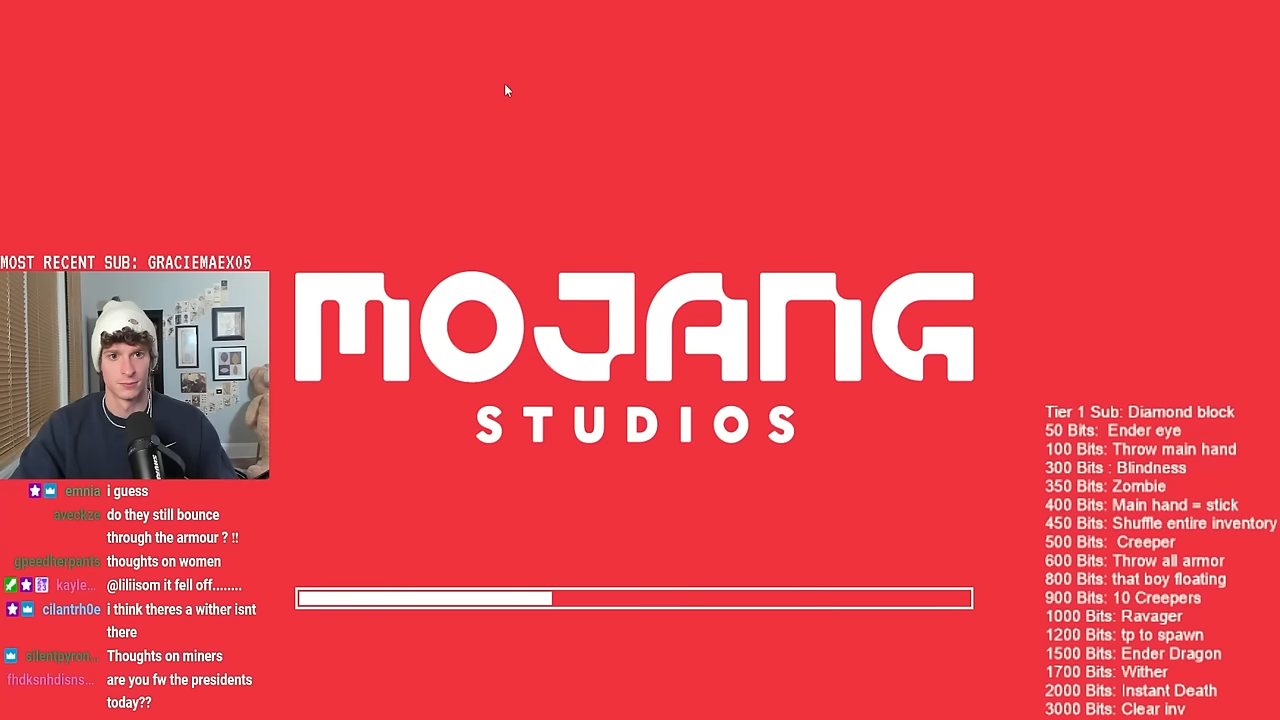 MOST RECENT SUB: GRACIEMAEX05
MOJANG
STUDIOS
emnia i guess
aveckze do they still bounce
through the armour ? !!
gpeedherpants thoughts on women
kayle... @liliisom it fell off........
cilantrh0e i think theres a wither isnt
there
silentpyron... Thoughts on miners
fhdksnhdisns... are you fw the presidents
today??
Tier 1 Sub: Diamond block
50 Bits: Ender eye
100 Bits: Throw main hand
300 Bits : Blindness
350 Bits: Zombie
400 Bits: Main hand = stick
450 Bits: Shuffle entire inventory
500 Bits: Creeper
600 Bits: Throw all armor
800 Bits: that boy floating
900 Bits: 10 Creepers
1000 Bits: Ravager
1200 Bits: tp to spawn
1500 Bits: Ender Dragon
1700 Bits: Wither
2000 Bits: Instant Death
3000 Bits: Clear inv